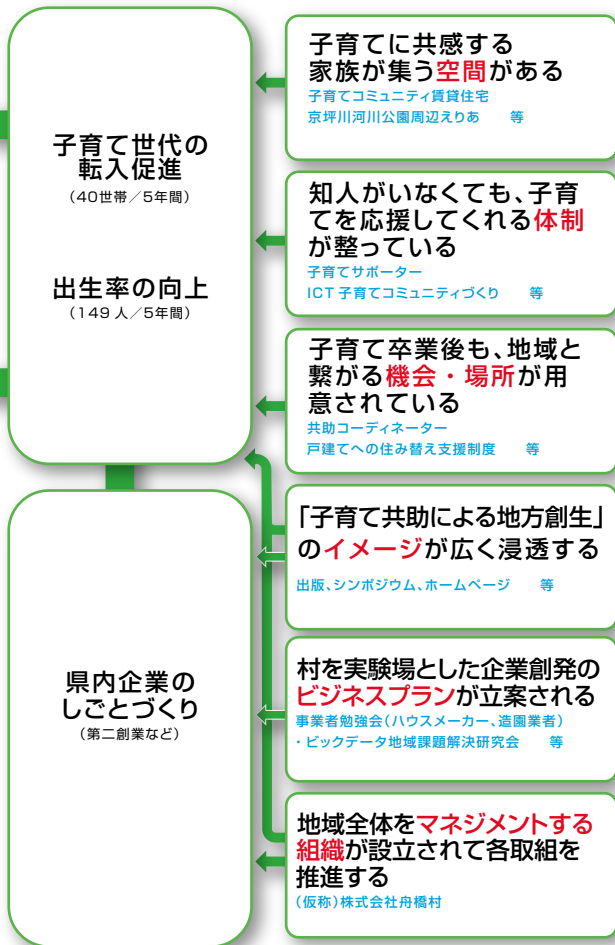 子育て世代の
転入促進
(40世帯／5年間)
出生率の向上
(149人／5年間)
県内企業の
しごとづくり
(第二創業など)
子育てに共感する
家族が集う空間がある
子育てコミュニティ賃貸住宅
京坪川河川公園周辺えりあ　等
知人がいなくても、子育
てを応援してくれる体制
が整っている
子育てサポーター
ICT子育てコミュニティづくり　等
子育て卒業後も、地域と
繋がる機会・場所が用
意されている
共助コーディネーター
戸建てへの住み替え支援制度　等
「子育て共助による地方創生」
のイメージが広く浸透する
出版、シンポジウム、ホームページ　等
村を実験場とした企業創発の
ビジネスプランが立案される
事業者勉強会(ハウスメーカー、造園業者)
・ビックデータ地域課題解決研究会　等
地域全体をマネジメントする
組織が設立されて各取組を
推進する
(仮称)株式会社舟橋村